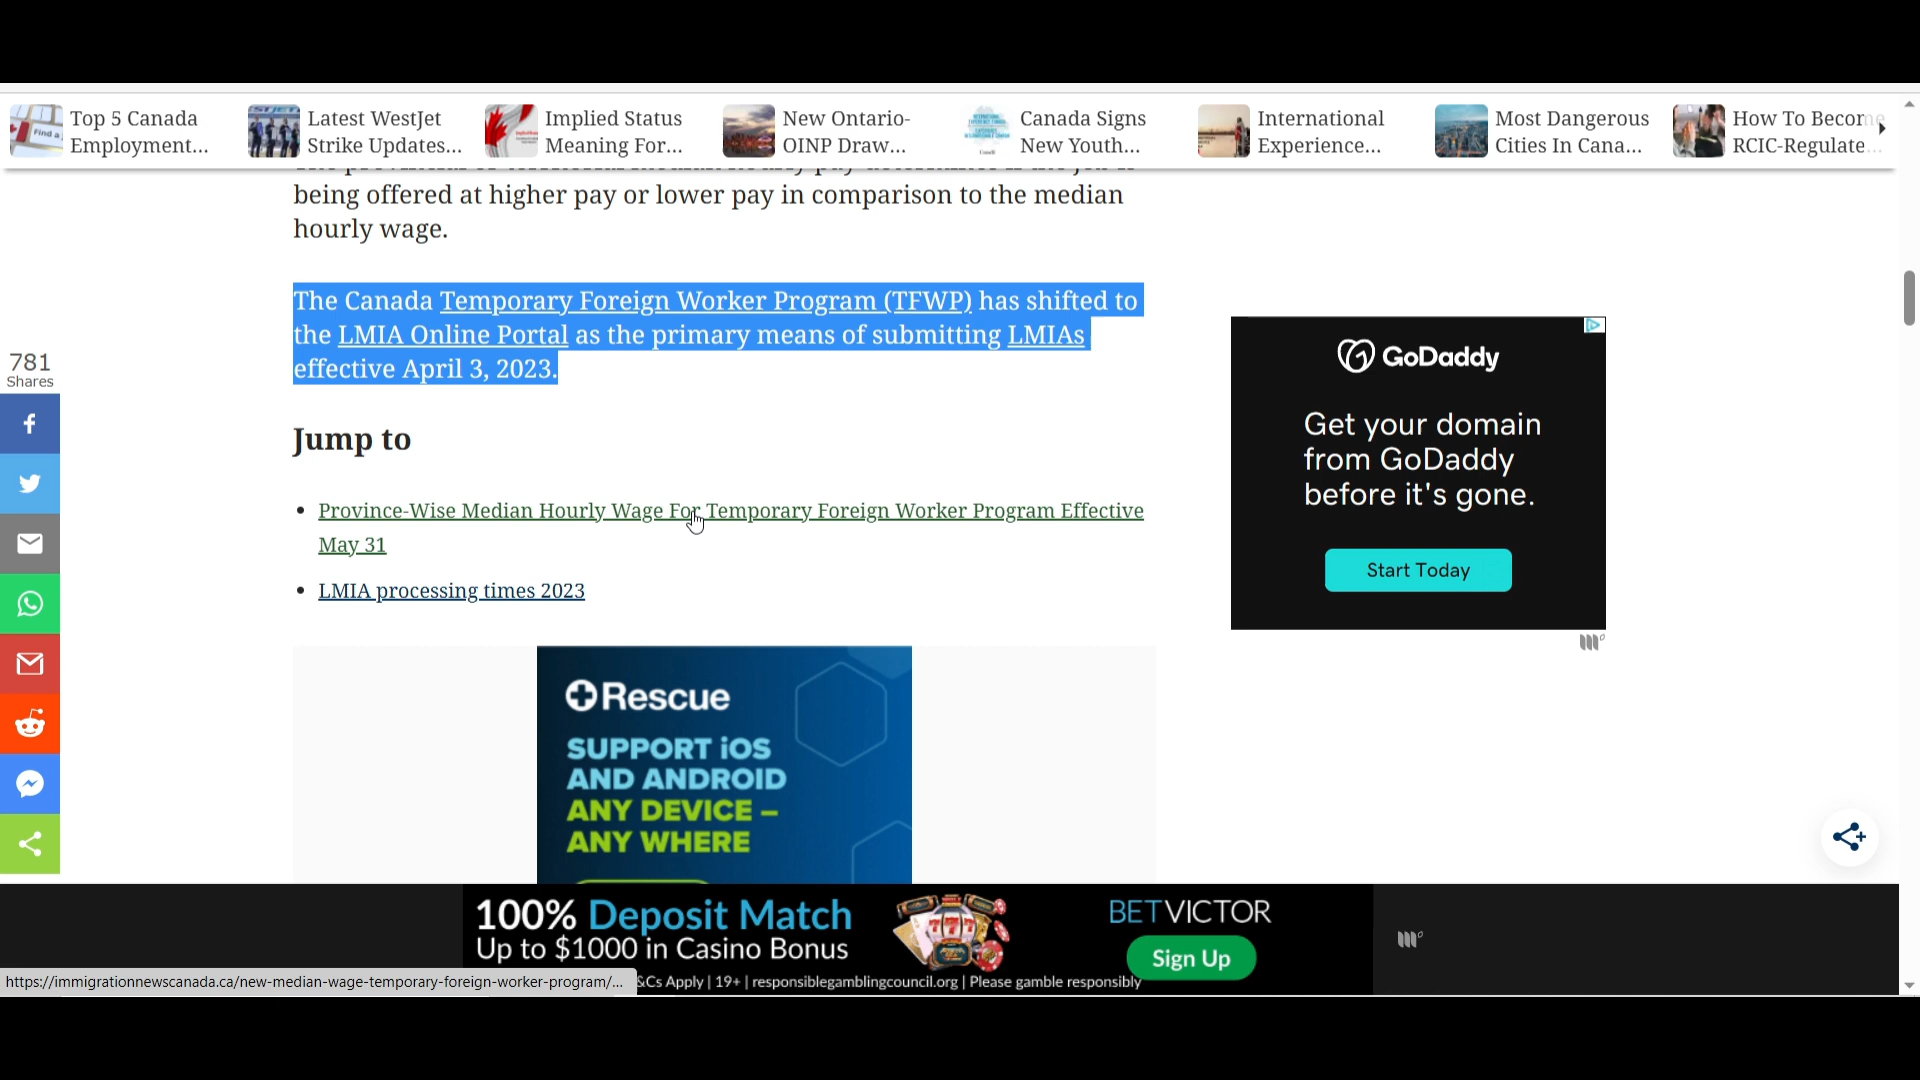 Top 5 Canada
Employment...
Latest WestJet
Strike Updates...
Implied Status
Meaning For...
New Ontario-
OINP Draw...
Canada Signs
New Youth...
International
Experience...
Most Dangerous
Cities In Cana...
How To Become
RCIC-Regulate...
being offered at higher pay or lower pay in comparison to the median
hourly wage.
The Canada Temporary Foreign Worker Program (TFWP) has shifted to
the LMIA Online Portal as the primary means of submitting LMIAs
effective April 3, 2023.
781
Shares
Jump to
• Province-Wise Median Hourly Wage For Temporary Foreign Worker Program Effective
May 31
• LMIA processing times 2023
GoDaddy
Get your domain
from GoDaddy
before it's gone.
Start Today
Rescue
SUPPORT iOS
AND ANDROID
ANY DEVICE –
ANY WHERE
100% Deposit Match
Up to $1000 in Casino Bonus
BETVICTOR
Sign Up
&Cs Apply | 19+ | responsiblegamblingcouncil.org | Please gamble responsibly
https://immigrationnewscanada.ca/new-median-wage-temporary-foreign-worker-program/...